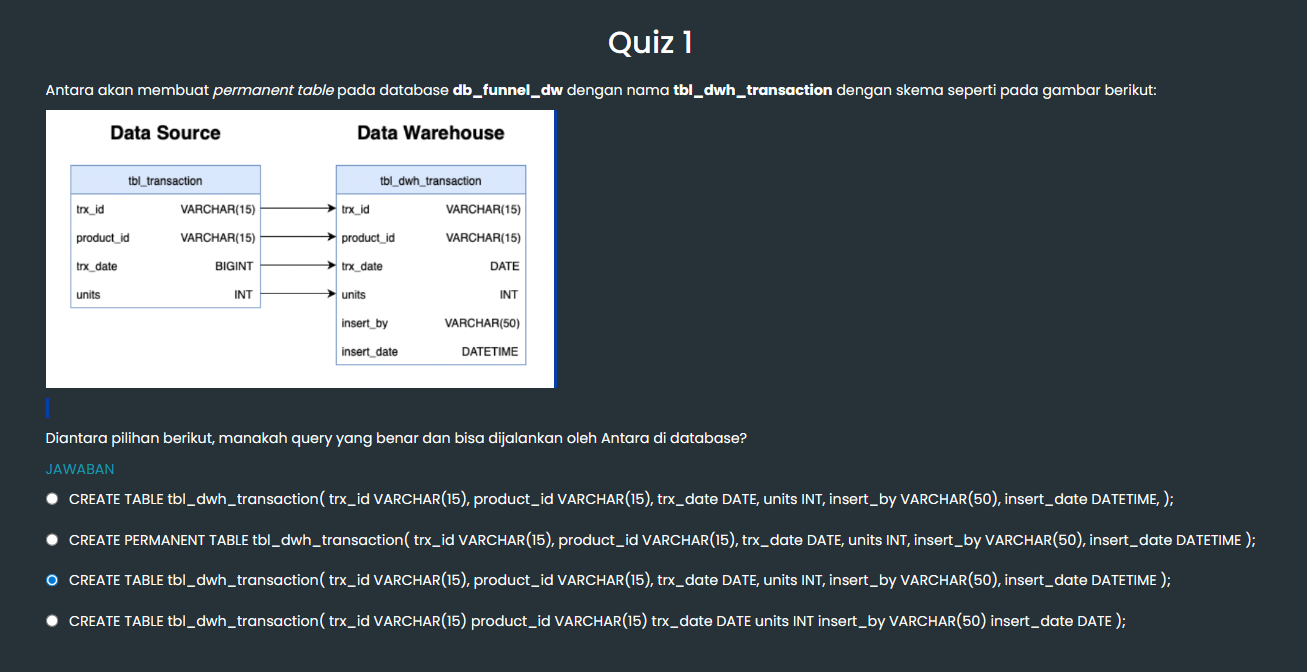 Quiz 1
Antara akan membuat permanent table pada database db_funnel_dw dengan nama tbl_dwh_transaction dengan skema seperti pada gambar berikut:
Data Source
Data Warehouse
tbl_transaction
trx_id VARCHAR(15)
product_id VARCHAR(15)
trx_date BIGINT
units INT
tbl_dwh_transaction
trx_id VARCHAR(15)
product_id VARCHAR(15)
trx_date DATE
units INT
insert_by VARCHAR(50)
insert_date DATETIME
Diantara pilihan berikut, manakah query yang benar dan bisa dijalankan oleh Antara di database?
JAWABAN
CREATE TABLE tbl_dwh_transaction( trx_id VARCHAR(15), product_id VARCHAR(15), trx_date DATE, units INT, insert_by VARCHAR(50), insert_date DATETIME, );
CREATE PERMANENT TABLE tbl_dwh_transaction( trx_id VARCHAR(15), product_id VARCHAR(15), trx_date DATE, units INT, insert_by VARCHAR(50), insert_date DATETIME );
CREATE TABLE tbl_dwh_transaction( trx_id VARCHAR(15), product_id VARCHAR(15), trx_date DATE, units INT, insert_by VARCHAR(50), insert_date DATETIME );
CREATE TABLE tbl_dwh_transaction( trx_id VARCHAR(15) product_id VARCHAR(15) trx_date DATE units INT insert_by VARCHAR(50) insert_date DATE );